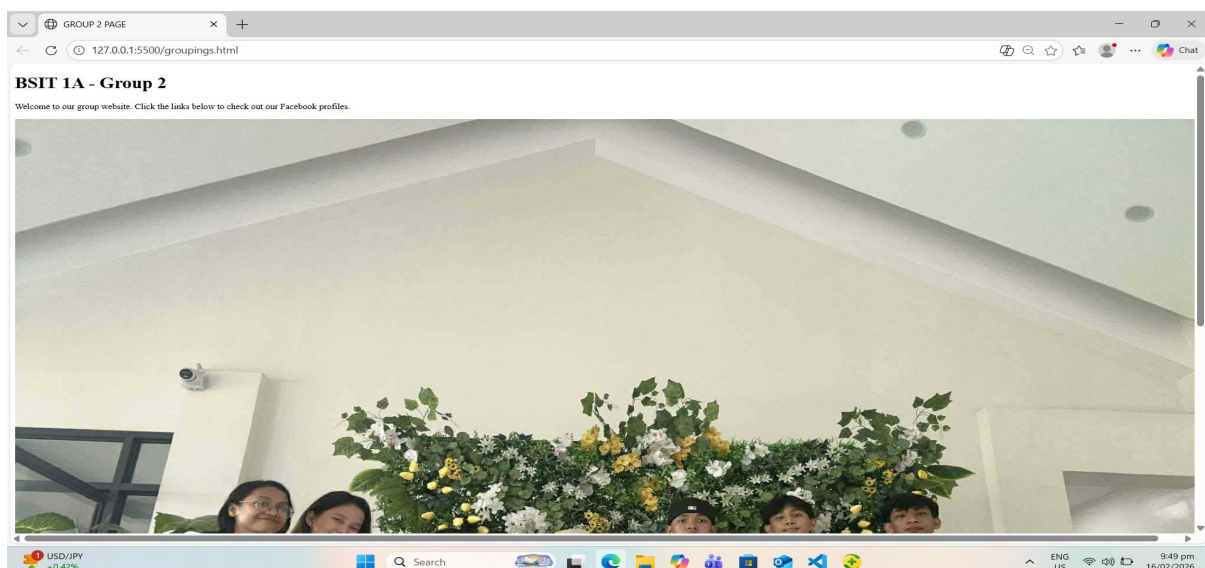 GROUP 2 PAGE
127.0.0.1:5500/groupings.html
Chat
BSIT 1A - Group 2
Welcome to our group website. Click the links below to check out our Facebook profiles.
1
USD/JPY
+0.42%
Search
ENG
US
9:49 pm
16/02/2026